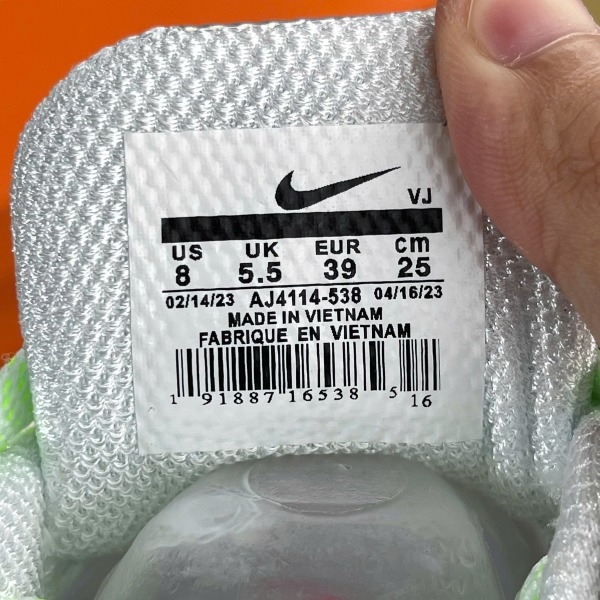 VJ
US UK EUR cm
8 5.5 39 25
02/14/23 AJ4114-538 04/16/23
MADE IN VIETNAM
FABRIQUE EN VIETNAM
1 91887 16538 5 16